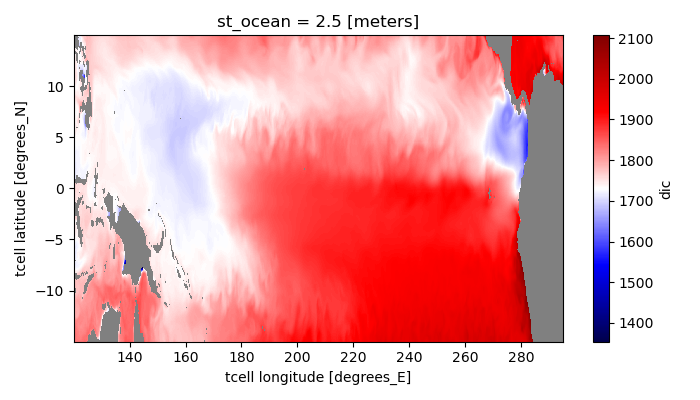 st_ocean = 2.5 [meters]
10
5
0
−5
−10
tcell latitude [degrees_N]
140 160 180 200 220 240 260 280
tcell longitude [degrees_E]
2100
2000
1900
1800
1700
1600
1500
1400
dic